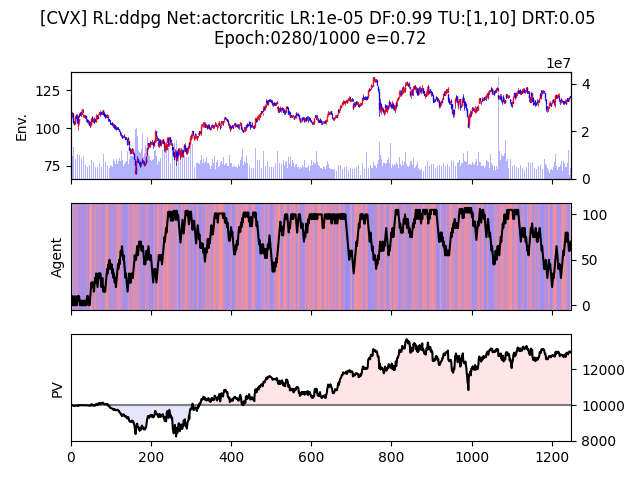 [CVX] RL:ddpg Net:actorcritic LR:1e-05 DF:0.99 TU:[1,10] DRT:0.05
Epoch:0280/1000 e=0.72
1e7
125
100
75
Env.
4
2
0
Agent
100
50
0
PV
12000
10000
8000
0 200 400 600 800 1000 1200